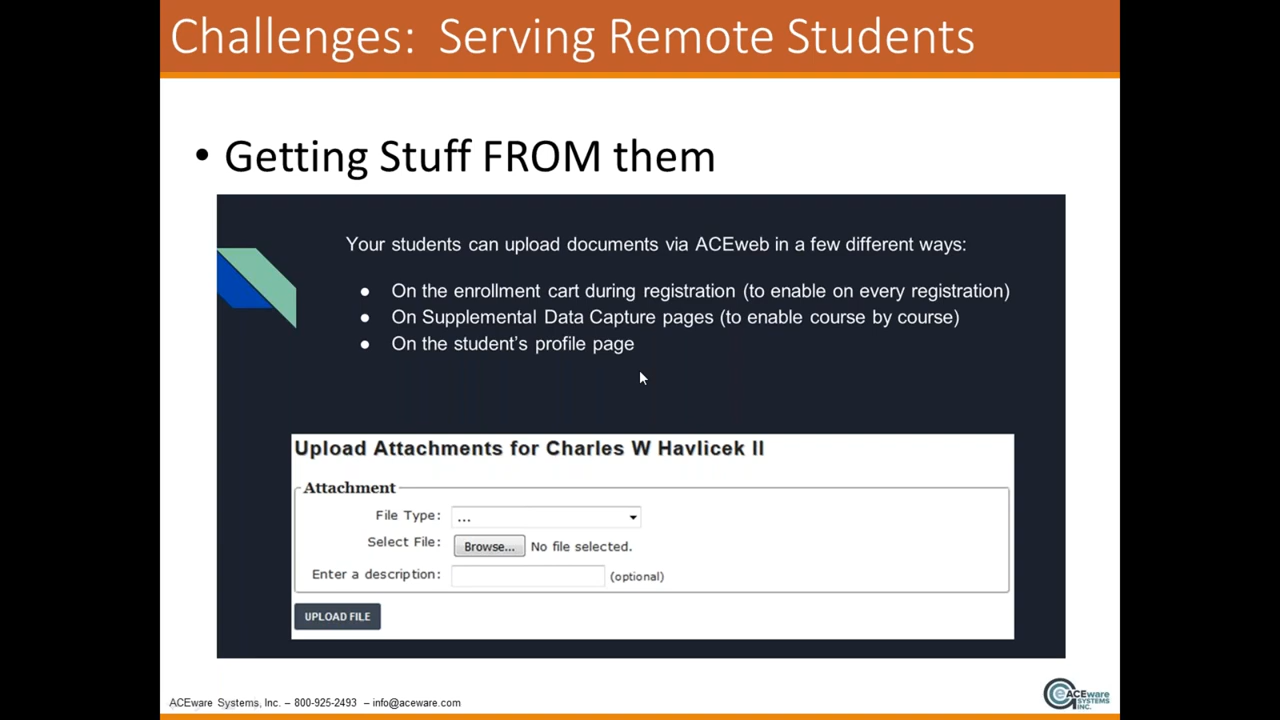 Challenges: Serving Remote Students
• Getting Stuff FROM them
Your students can upload documents via ACEweb in a few different ways:
● On the enrollment cart during registration (to enable on every registration)
● On Supplemental Data Capture pages (to enable course by course)
● On the student's profile page
Upload Attachments for Charles W Havlicek II
Attachment
File Type: ...
Select File: Browse... No file selected.
Enter a description: (optional)
UPLOAD FILE
ACEware Systems, Inc. – 800-925-2493 – info@aceware.com
ACEware
SYSTEMS
INC.